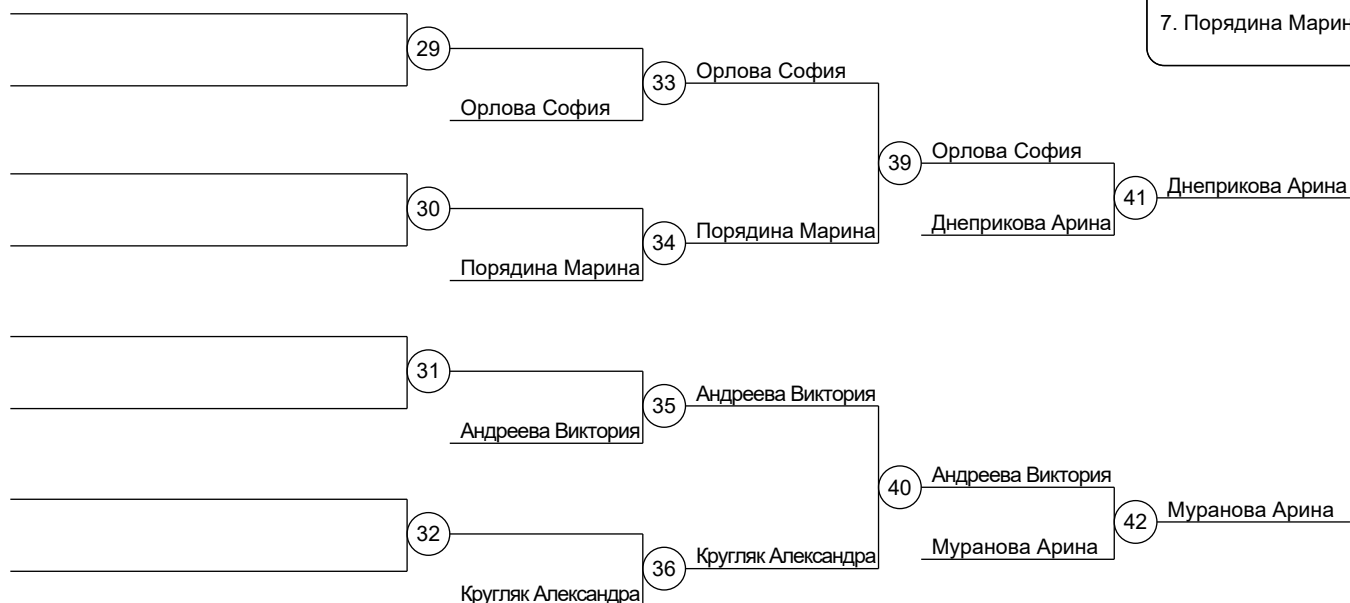 7. Порядина Марин
29
33
Орлова София
Орлова София
39
Орлова София
41
Днеприкова Арина
30
34
Порядина Марина
Днеприкова Арина
Порядина Марина
31
35
Андреева Виктория
Андреева Виктория
40
Андреева Виктория
42
Муранова Арина
32
36
Кругляк Александра
Муранова Арина
Кругляк Александра